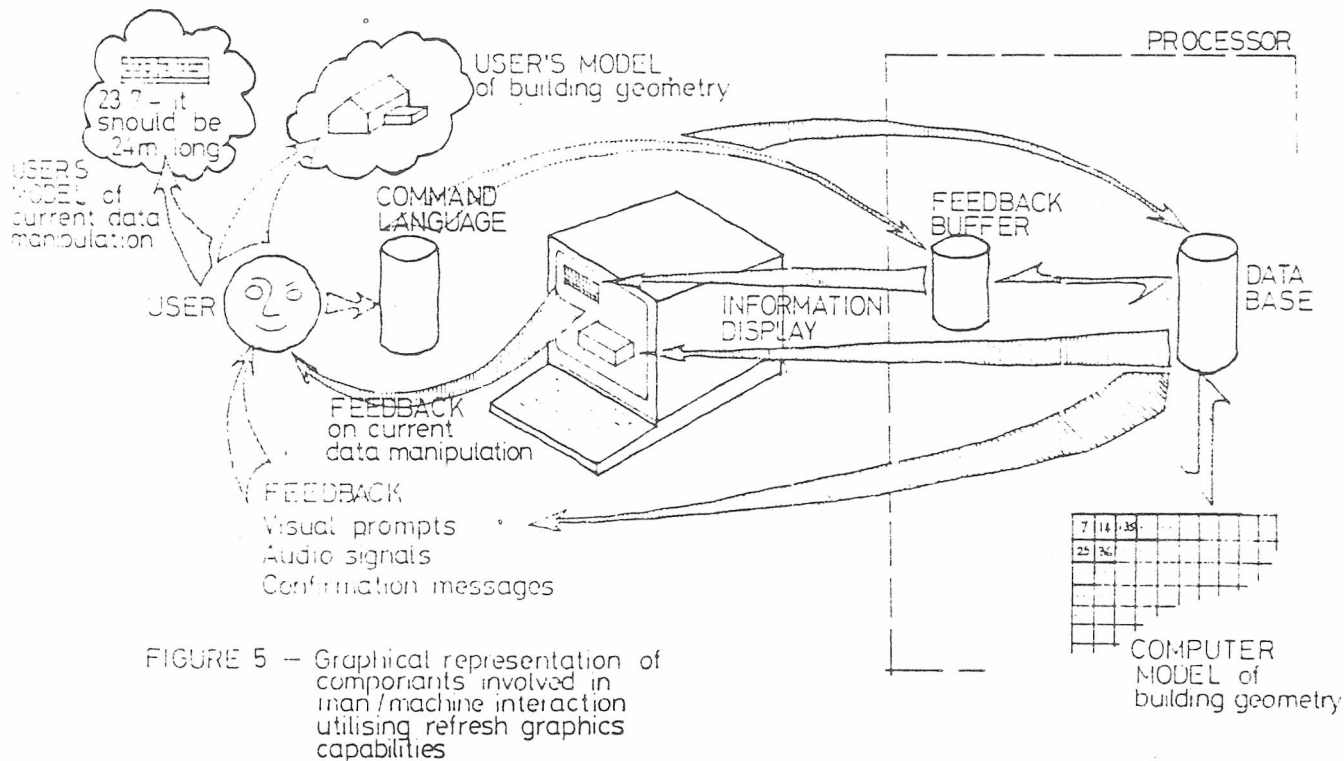 PROCESSOR
USER'S MODEL
of building geometry
23.7 - it
should be
24m long
USER'S
MODEL of
current data
manipulation
COMMAND
LANGUAGE
FEEDBACK
BUFFER
USER
INFORMATION
DISPLAY
DATA
BASE
FEEDBACK
on current
data manipulation
FEEDBACK
Visual prompts
Audio signals
Confirmation messages
7 14 35
25 36
COMPUTER
MODEL of
building geometry
FIGURE 5 - Graphical representation of
componants involved in
man/machine interaction
utilising refresh graphics
capabilities